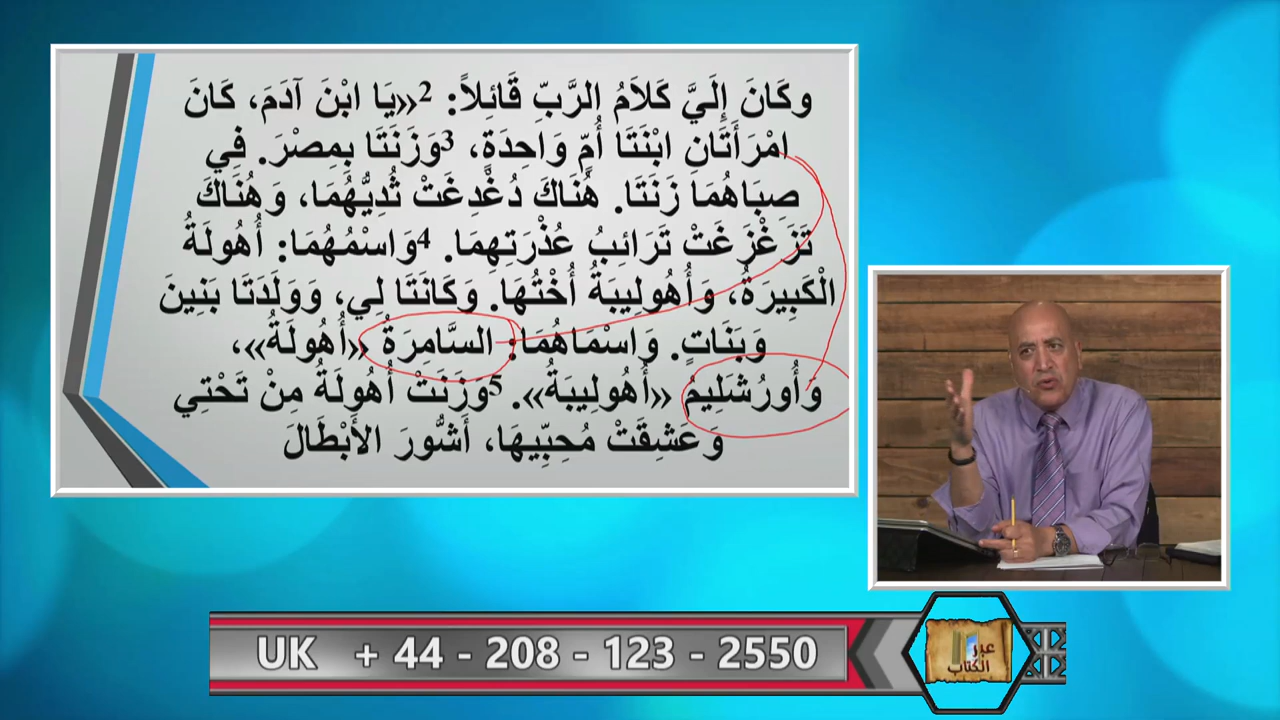 وكَانَ إِلَيَّ كَلاَمُ الرَّبِّ قَائِلاً: 2«يَا ابْنَ آدَمَ، كَانَ
امْرَأَتَانِ ابْنَتَا أُمٍّ وَاحِدَةٍ، 3وَزَنَتَا بِمِصْرَ. فِي
صِبَاهُمَا زَنَتَا. هُنَاكَ دُغْدِغَتْ ثُدِيُّهُمَا، وَهُنَاكَ
تَزَغْزَغَتْ تَرَائِبُ عُذْرَتِهِمَا. 4وَاسْمُهُمَا: أُهُولَةُ
الْكَبِيرَةُ، وَأُهُولِيبَةُ أُخْتُهَا. وَكَانَتَا لِي، وَوَلَدَتَا بَنِينَ
وَبَنَاتٍ. وَاسْمَاهُمَا: السَّامِرَةُ «أُهُولَةُ»،
وَأُورُشَلِيمُ «أُهُولِيبَةُ». 5وَزَنَتْ أُهُولَةُ مِنْ تَحْتِي
وَعَشِقَتْ مُحِبِّيهَا، أَشُّورَ الأَبْطَالَ
UK + 44 - 208 - 123 - 2550
عبر
الكتاب